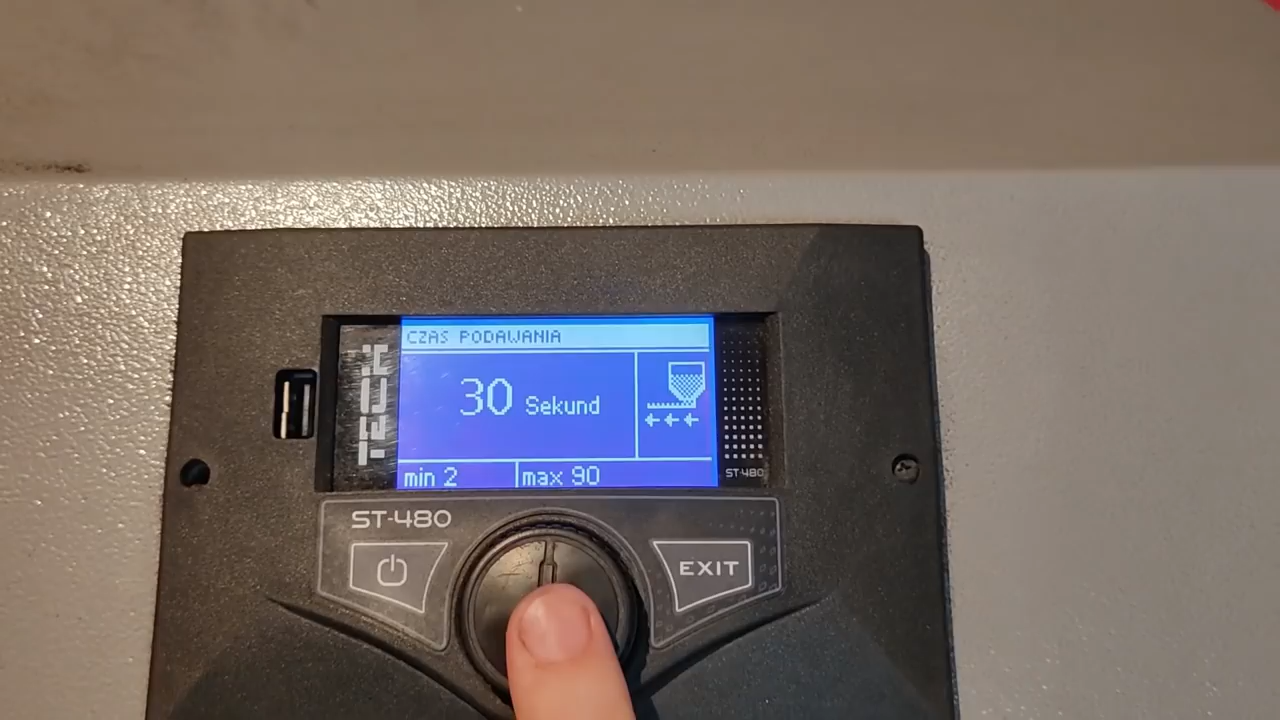 CZAS PODAWANIA
30 Sekund
min 2 max 90
TECH
ST-480
ST-480
EXIT